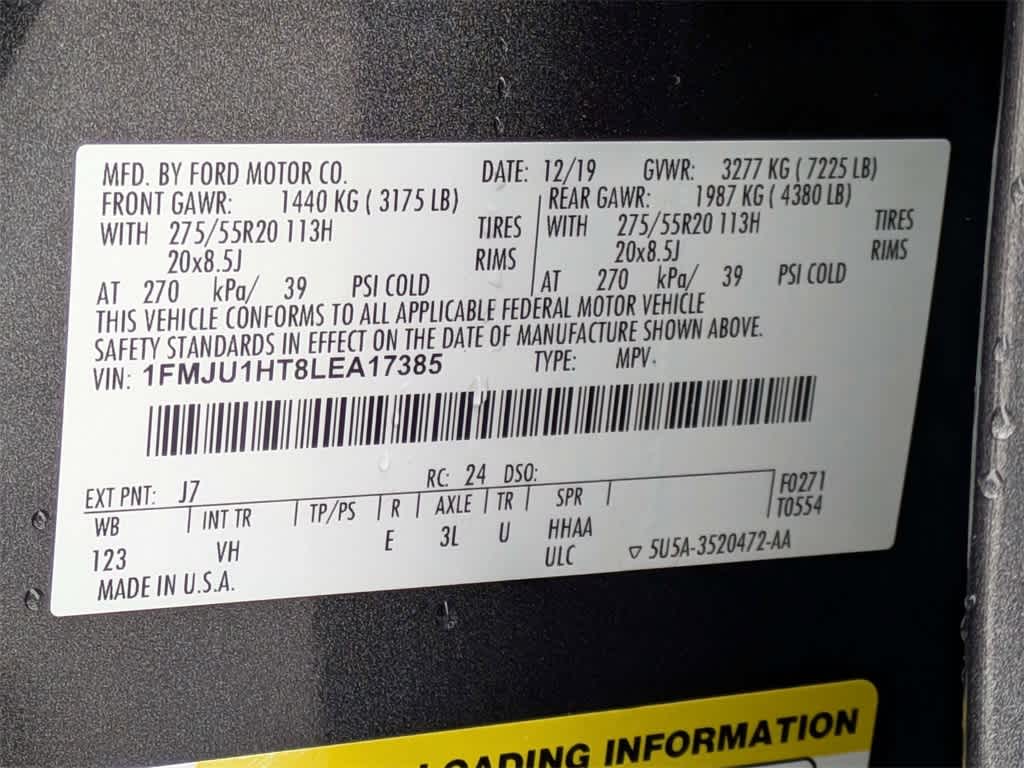 MFD. BY FORD MOTOR CO. DATE: 12/19 GVWR: 3277 KG ( 7225 LB)
FRONT GAWR: 1440 KG ( 3175 LB) REAR GAWR: 1987 KG ( 4380 LB)
WITH 275/55R20 113H TIRES WITH 275/55R20 113H TIRES
20x8.5J RIMS 20x8.5J RIMS
AT 270 kPa/ 39 PSI COLD AT 270 kPa/ 39 PSI COLD
THIS VEHICLE CONFORMS TO ALL APPLICABLE FEDERAL MOTOR VEHICLE
SAFETY STANDARDS IN EFFECT ON THE DATE OF MANUFACTURE SHOWN ABOVE.
VIN: 1FMJU1HT8LEA17385 TYPE: MPV
EXT PNT: J7 RC: 24 DSO: F0271
WB INT TR TP/PS R AXLE TR SPR T0554
123 VH E 3L U HHAA
ULC 5U5A-3520472-AA
MADE IN U.S.A.
LOADING INFORMATION